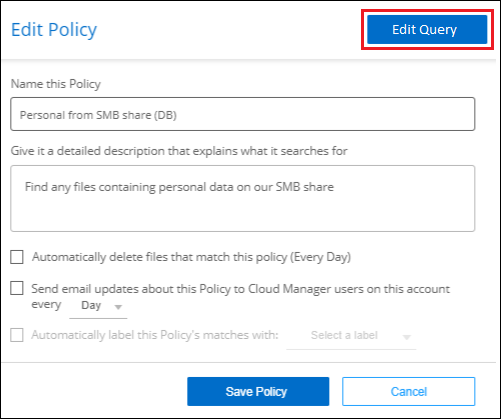 Edit Policy
Edit Query
Name this Policy
Personal from SMB share (DB)
Give it a detailed description that explains what it searches for
Find any files containing personal data on our SMB share
Automatically delete files that match this policy (Every Day)
Send email updates about this Policy to Cloud Manager users on this account
every Day
Automatically label this Policy's matches with: Select a label
Save Policy
Cancel